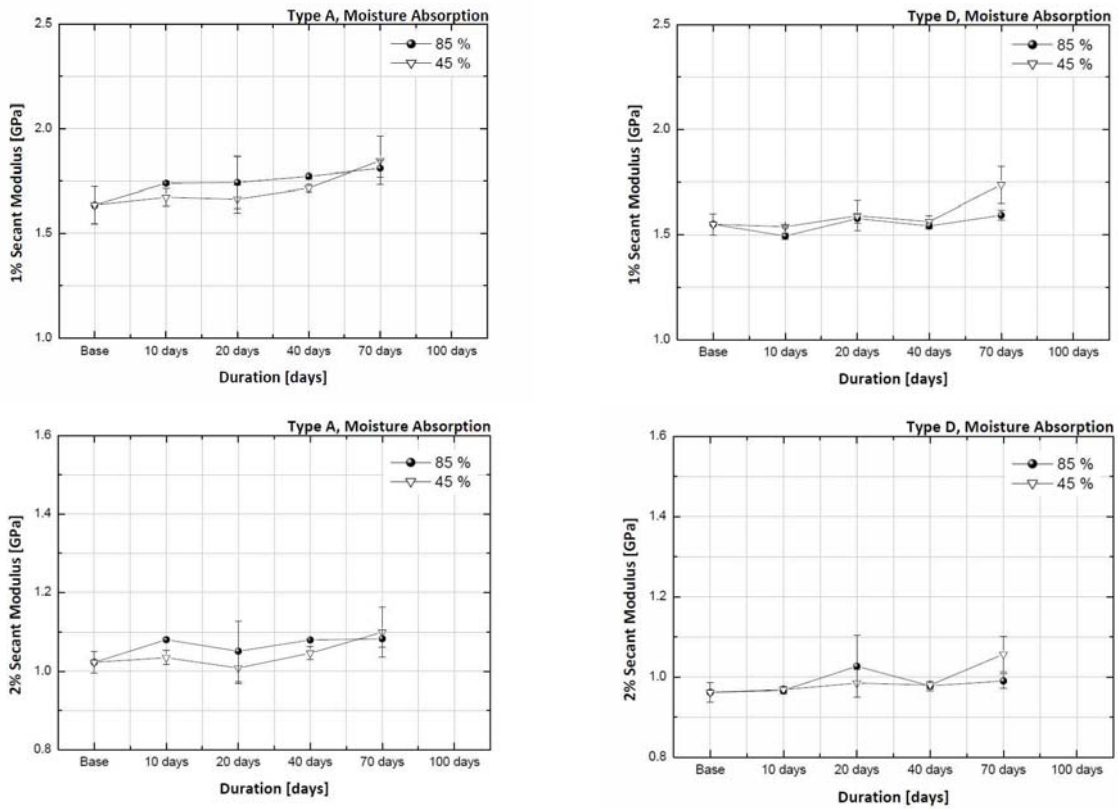 Type A, Moisture Absorption
2.5
85 %
45 %
2.0
1.5
1.0
1% Secant Modulus [GPa]
Base 10 days 20 days 40 days 70 days 100 days
Duration [days]
Type D, Moisture Absorption
2.5
85 %
45 %
2.0
1.5
1.0
1% Secant Modulus [GPa]
Base 10 days 20 days 40 days 70 days 100 days
Duration [days]
Type A, Moisture Absorption
1.6
85 %
45 %
1.4
1.2
1.0
0.8
2% Secant Modulus [GPa]
Base 10 days 20 days 40 days 70 days 100 days
Duration [days]
Type D, Moisture Absorption
1.6
85 %
45 %
1.4
1.2
1.0
0.8
2% Secant Modulus [GPa]
Base 10 days 20 days 40 days 70 days 100 days
Duration [days]